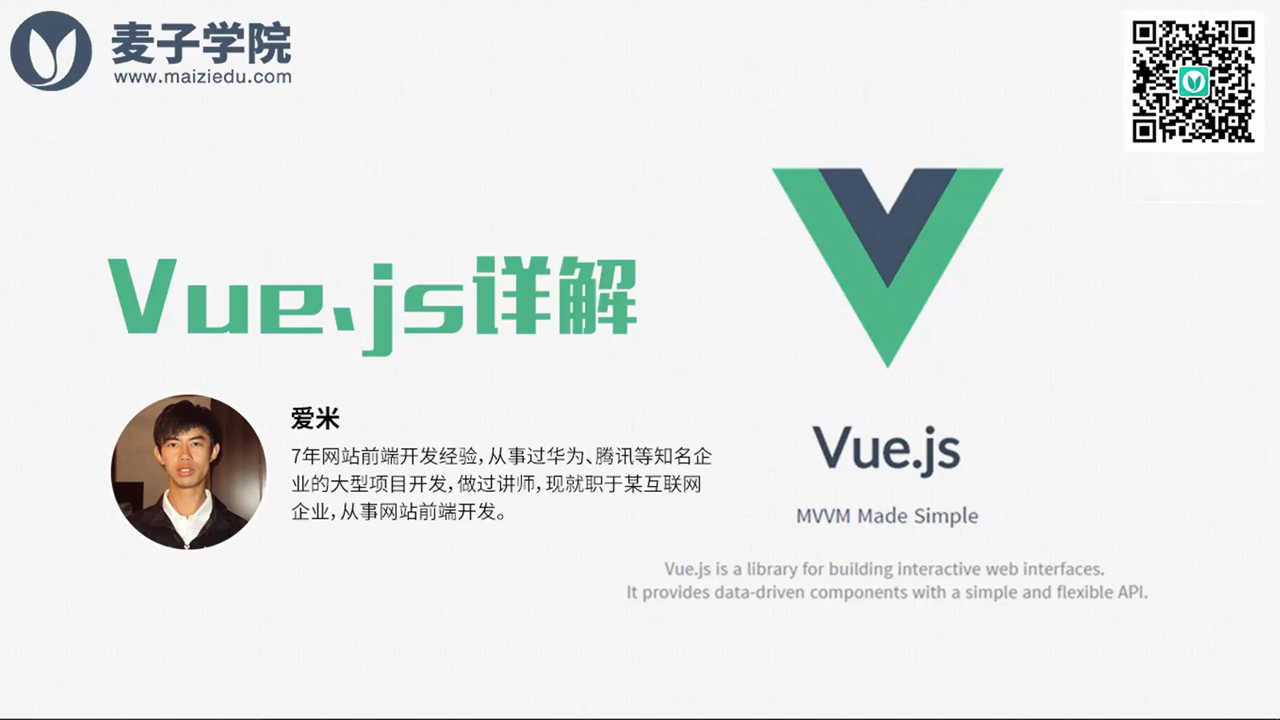 麦子学院
www.maiziedu.com
Vue.js详解
爱米
7年网站前端开发经验,从事过华为、腾讯等知名企
业的大型项目开发,做过讲师,现就职于某互联网
企业,从事网站前端开发。
Vue.js
MVVM Made Simple
Vue.js is a library for building interactive web interfaces.
It provides data-driven components with a simple and flexible API.